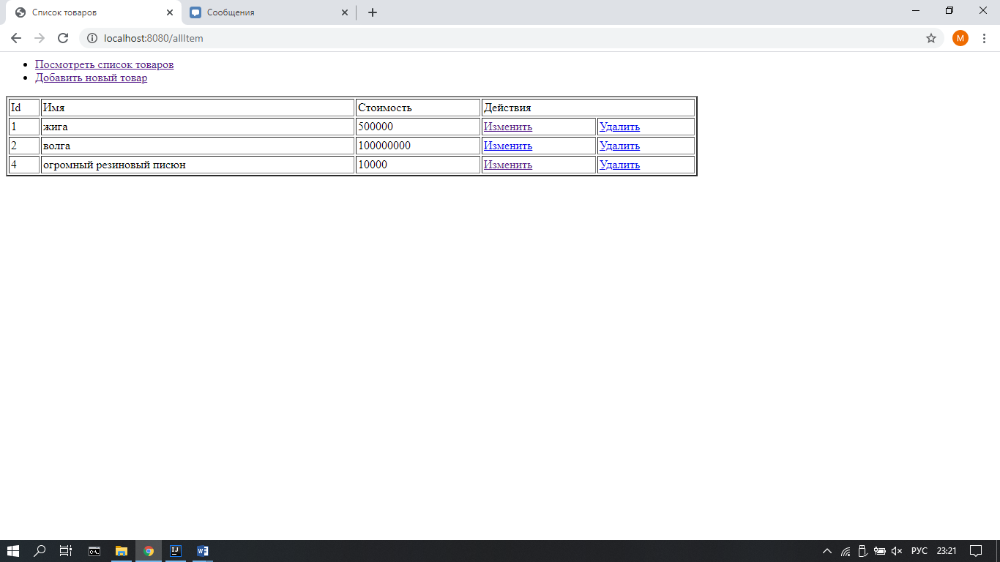 Список товаров
Сообщения
localhost:8080/allItem
M
Посмотреть список товаров
Добавить новый товар
Id Имя Стоимость Действия
1 жига 500000 Изменить Удалить
2 волга 100000000 Изменить Удалить
4 огромный резиновый писюн 10000 Изменить Удалить
C:\. IJ W РУС 23:21